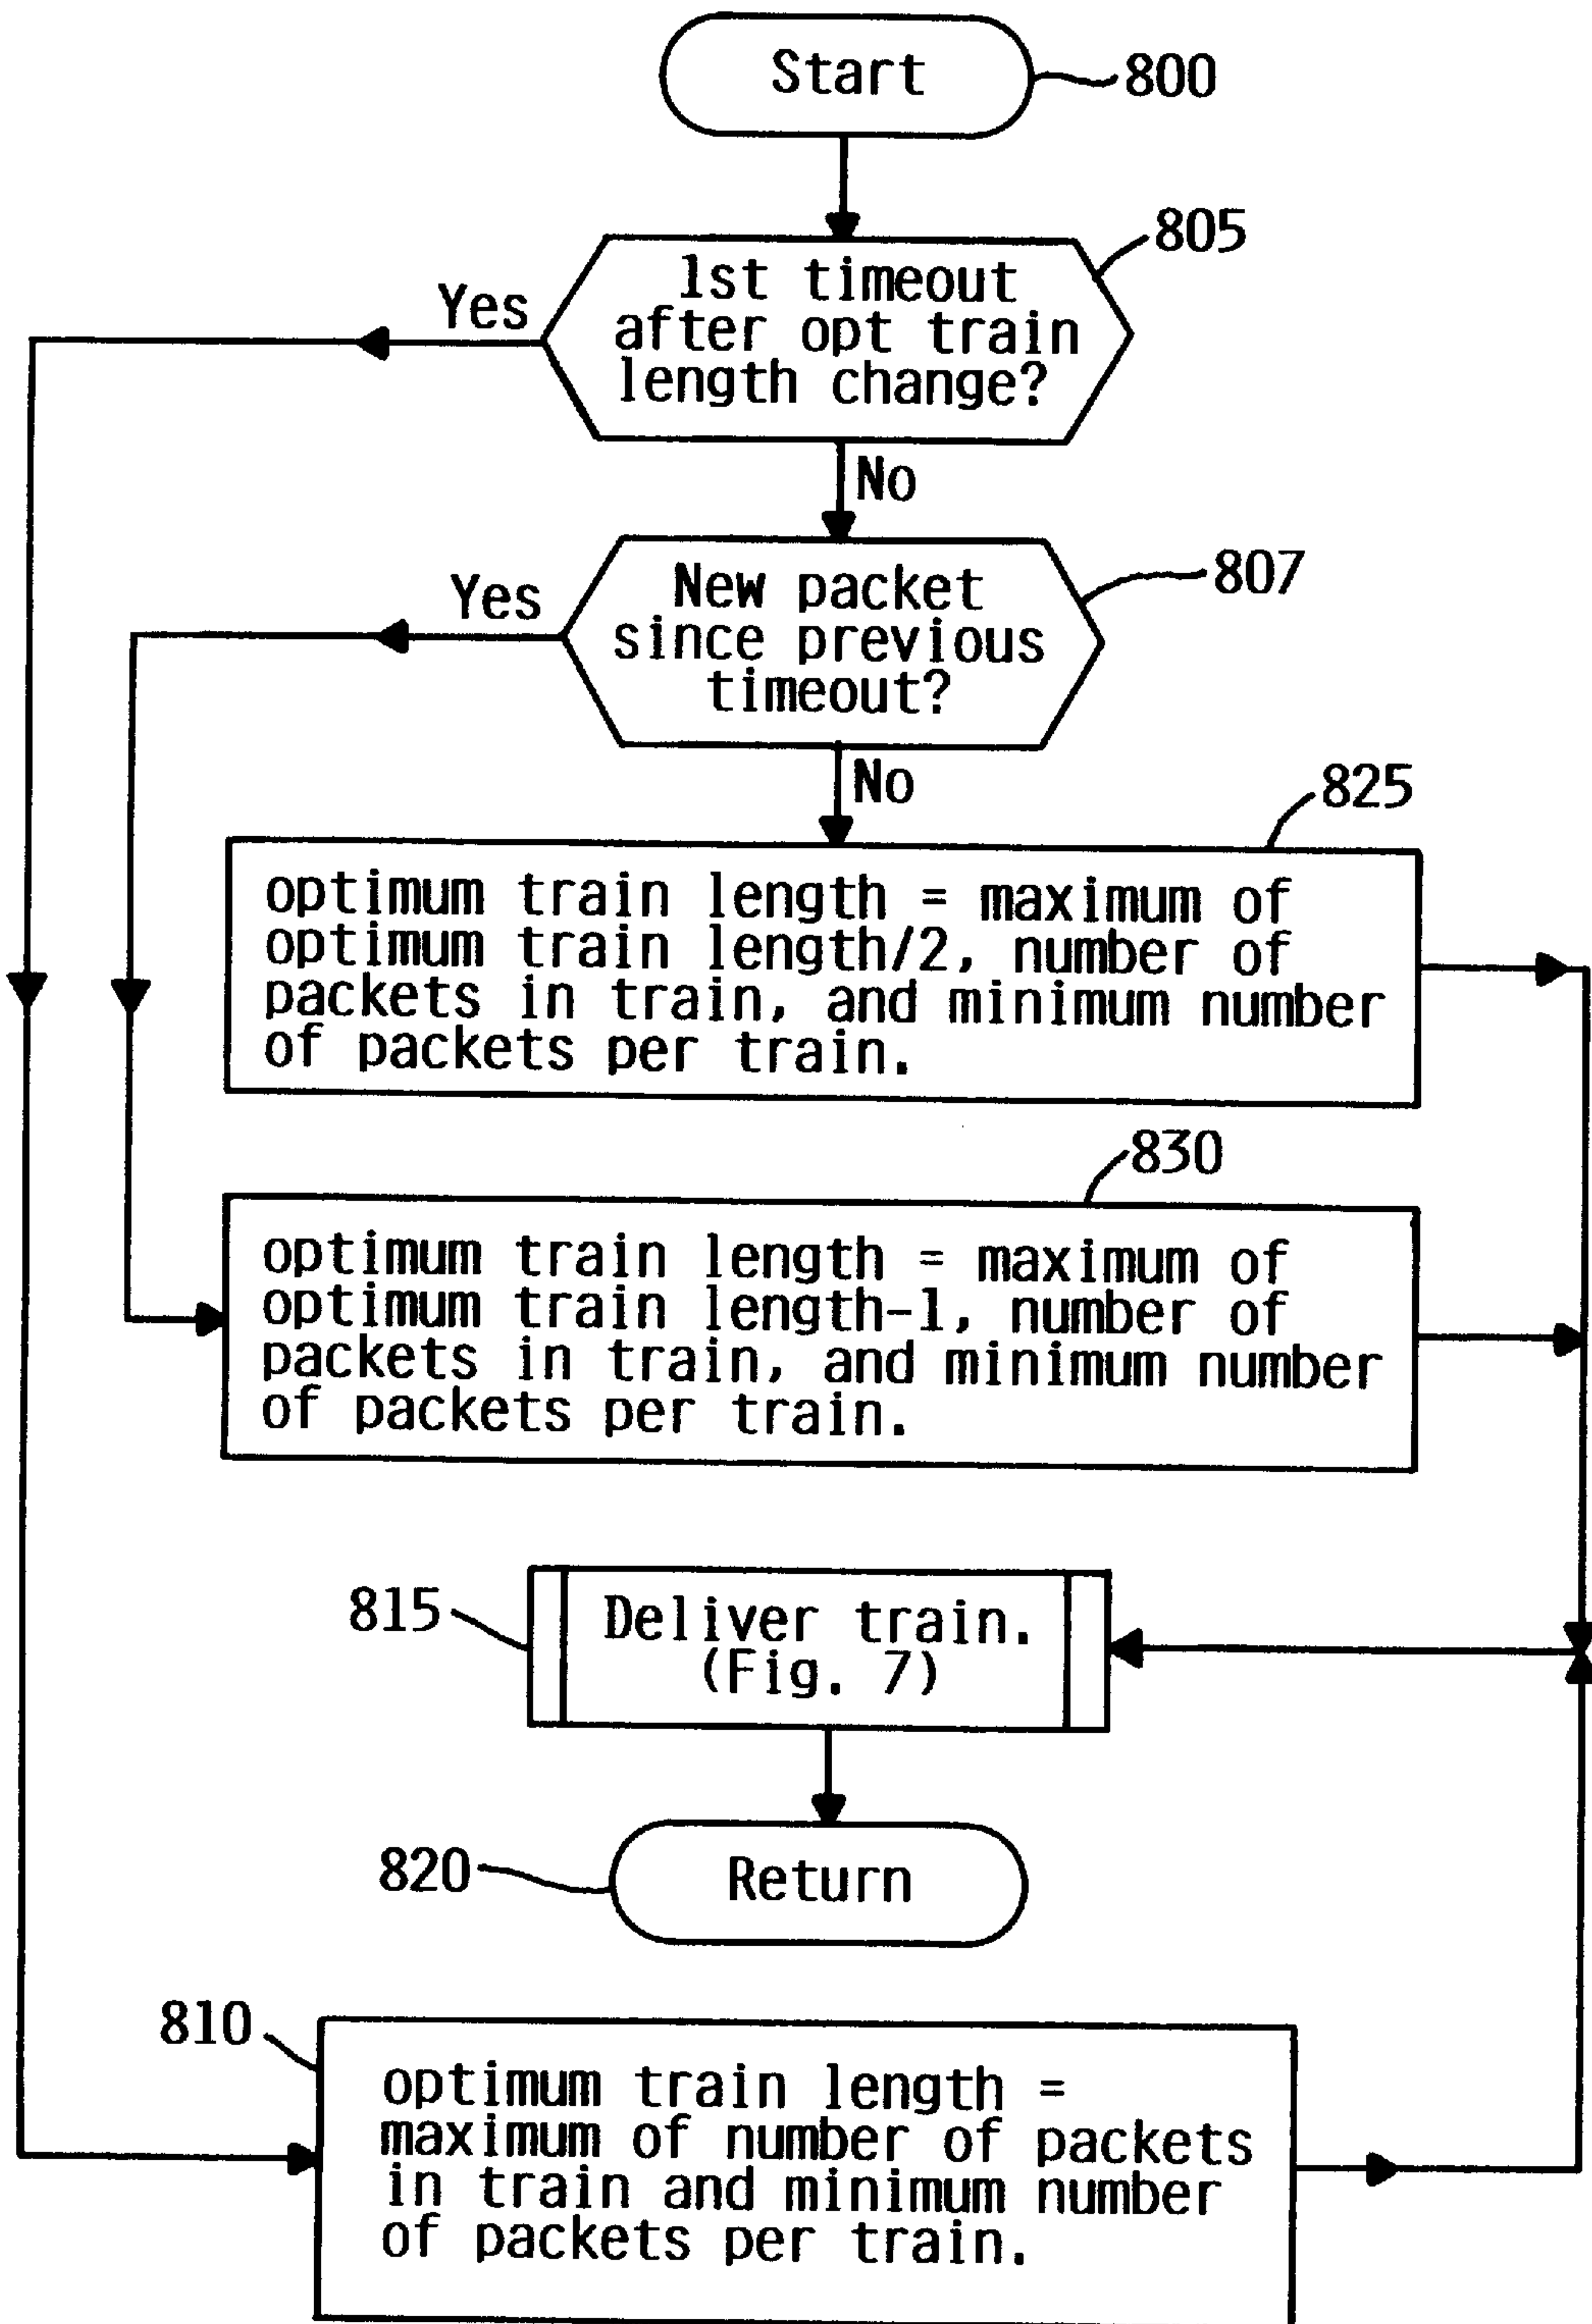 Start
800
805
1st timeout
after opt train
length change?
Yes
No
807
New packet
since previous
timeout?
Yes
No
825
optimum train length = maximum of
optimum train length/2, number of
packets in train, and minimum number
of packets per train.
830
optimum train length = maximum of
optimum train length-1, number of
packets in train, and minimum number
of packets per train.
815
Deliver train.
(Fig. 7)
820
Return
810
optimum train length =
maximum of number of packets
in train and minimum number
of packets per train.